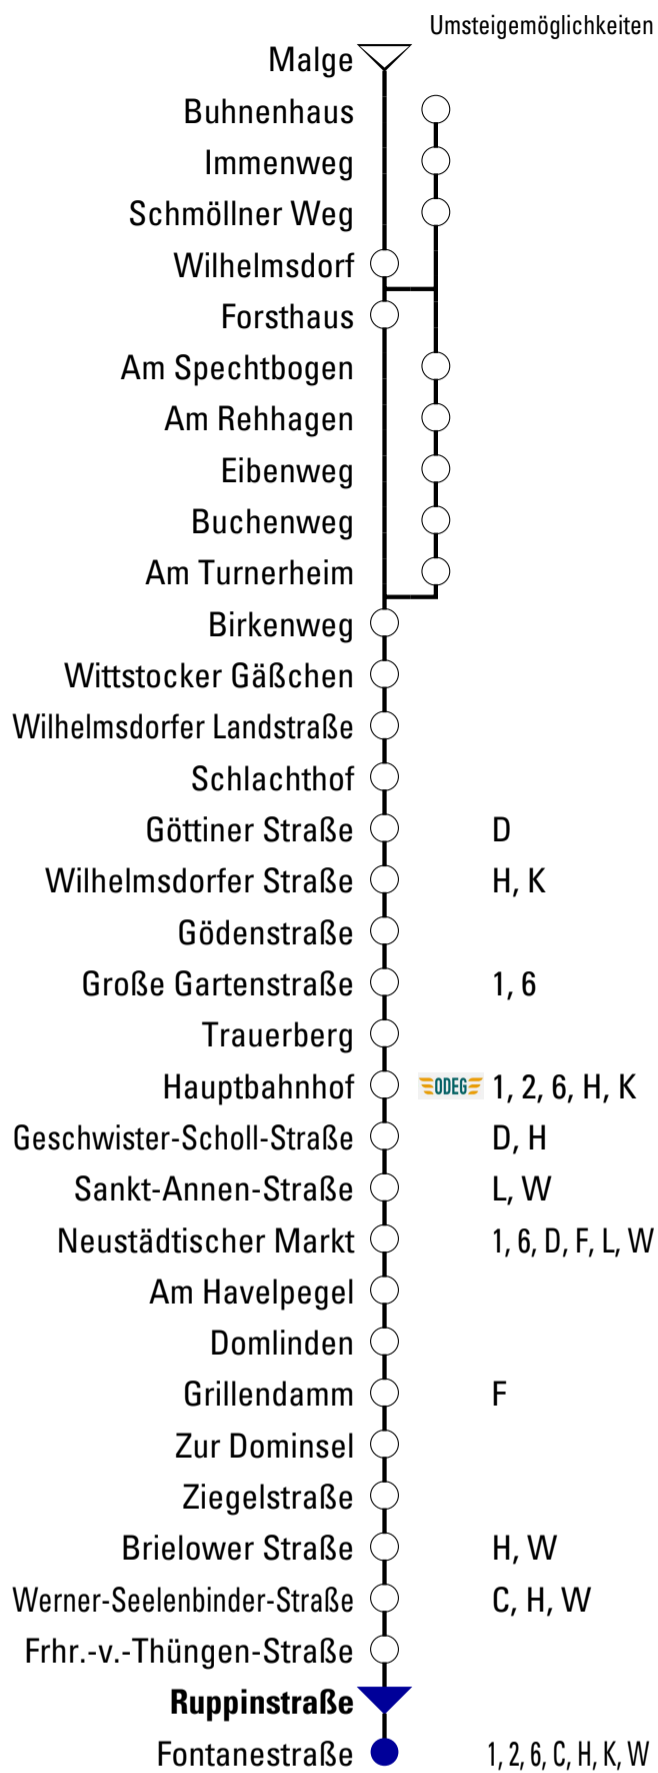 Umsteigemöglichkeiten
Malge
Buhnenhaus
Immenweg
Schmöllner Weg
Wilhelmsdorf
Forsthaus
Am Spechtbogen
Am Rehhagen
Eibenweg
Buchenweg
Am Turnerheim
Birkenweg
Wittstocker Gäßchen
Wilhelmsdorfer Landstraße
Schlachthof
Göttiner Straße D
Wilhelmsdorfer Straße H, K
Gödenstraße
Große Gartenstraße 1, 6
Trauerberg
Hauptbahnhof ODEG 1, 2, 6, H, K
Geschwister-Scholl-Straße D, H
Sankt-Annen-Straße L, W
Neustädtischer Markt 1, 6, D, F, L, W
Am Havelpegel
Domlinden
Grillendamm F
Zur Dominsel
Ziegelstraße
Brielower Straße H, W
Werner-Seelenbinder-Straße C, H, W
Frhr.-v.-Thüngen-Straße
Ruppinstraße
Fontanestraße 1, 2, 6, C, H, K, W